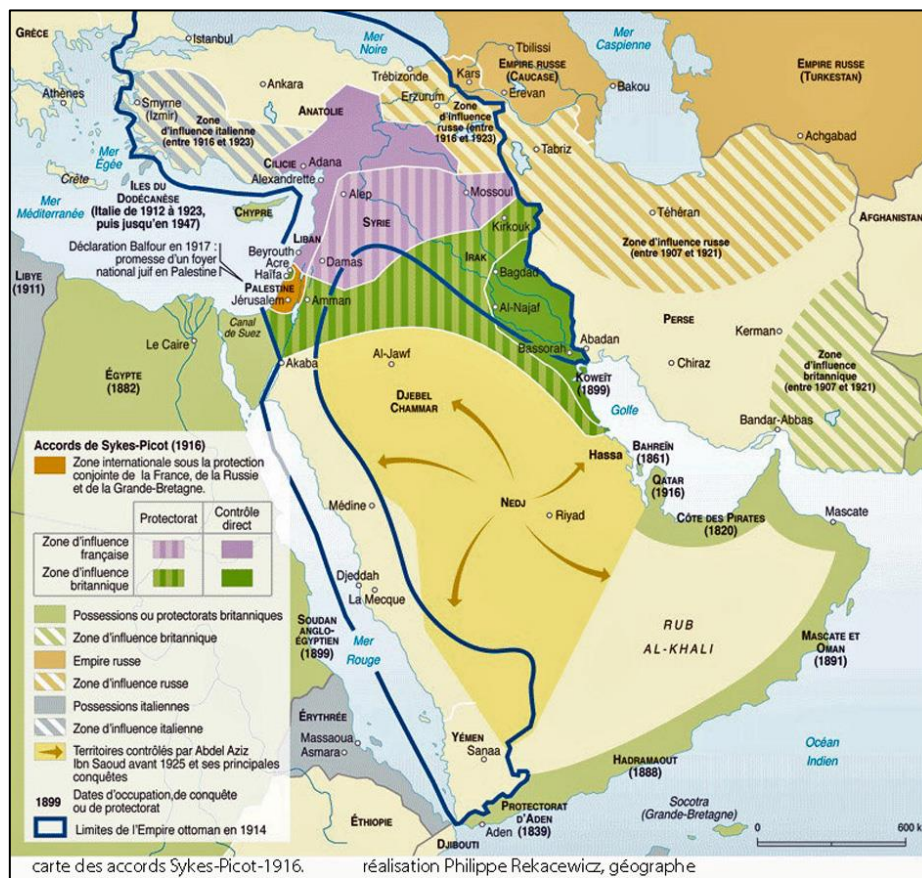 GRÈCE
Istanbul
Mer
Noire
Tbilissi
EMPIRE RUSSE
(CAUCASE)
Mer
Caspienne
EMPIRE RUSSE
(TURKESTAN)
Athènes
Ankara
Trébizonde
Kars
Erevan
Bakou
Smyrne
(Izmir)
Zone
d'influence italienne
(entre 1916 et 1923)
ANATOLIE
Erzurum
Zone
d'influence
russe (entre
1916 et 1923)
Achgabad
Mer
Égée
Tabriz
CILICIE
Adana
Alexandrette
Crète
Mer
Méditerranée
ILES DU
DODÉCANÈSE
(Italie de 1912 à 1923,
puis jusqu'en 1947)
CHYPRE
Alep
Mossoul
Téhéran
AFGHANISTAN
SYRIE
Kirkouk
Zone d'influence russe
(entre 1907 et 1921)
Déclaration Balfour en 1917 :
promesse d'un foyer
national juif en Palestine
LIBAN
Beyrouth
Acre
Haïfa
Damas
IRAK
Bagdad
LIBYE
(1911)
PALESTINE
Jérusalem
Amman
Al-Najaf
PERSE
Canal
de Suez
Le Caire
Kerman
Abadan
Bassorah
Chiraz
Akaba
Al-Jawf
ÉGYPTE
(1882)
KOWEÏT
(1899)
Zone
d'influence
britannique
(entre 1907 et 1921)
DJEBEL
CHAMMAR
Golfe
Bandar-Abbas
Hassa
BAHREÏN
(1861)
QATAR
(1916)
NEDJ
Riyad
Médine
CÔTE DES PIRATES
(1820)
Mascate
Djeddah
La Mecque
SOUDAN
ANGLO-
ÉGYPTIEN
(1899)
Mer
Rouge
RUB
AL-KHALI
MASCATE ET
OMAN
(1891)
ÉRYTHRÉE
Massaoua
Asmara
YÉMEN
Sanaa
HADRAMAOUT
(1888)
Océan
Indien
PROTECTORAT
D'ADEN
(1839)
Aden
Socotra
(Grande-Bretagne)
ÉTHIOPIE
DJIBOUTI
0
600 k
Accords de Sykes-Picot (1916)
Zone internationale sous la protection
conjointe de la France, de la Russie
et de la Grande-Bretagne.
Protectorat
Contrôle
direct
Zone d'influence
française
Zone d'influence
britannique
Possessions ou protectorats britanniques
Zone d'influence britannique
Empire russe
Zone d'influence russe
Possessions italiennes
Zone d'influence italienne
Territoires contrôlés par Abdel Aziz
Ibn Saoud avant 1925 et ses principales
conquêtes
1899 Dates d'occupation, de conquête
ou de protectorat
Limites de l'Empire ottoman en 1914
carte des accords Sykes-Picot-1916. réalisation Philippe Rekacewicz, géographe